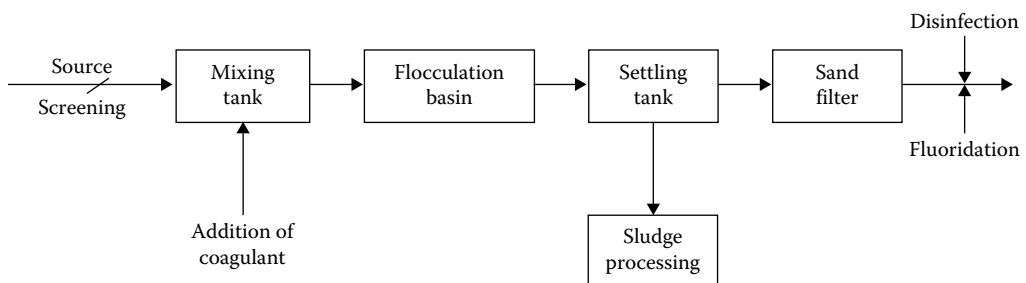 Source
Screening
Mixing
tank
Addition of
coagulant
Flocculation
basin
Settling
tank
Sludge
processing
Sand
filter
Disinfection
Fluoridation